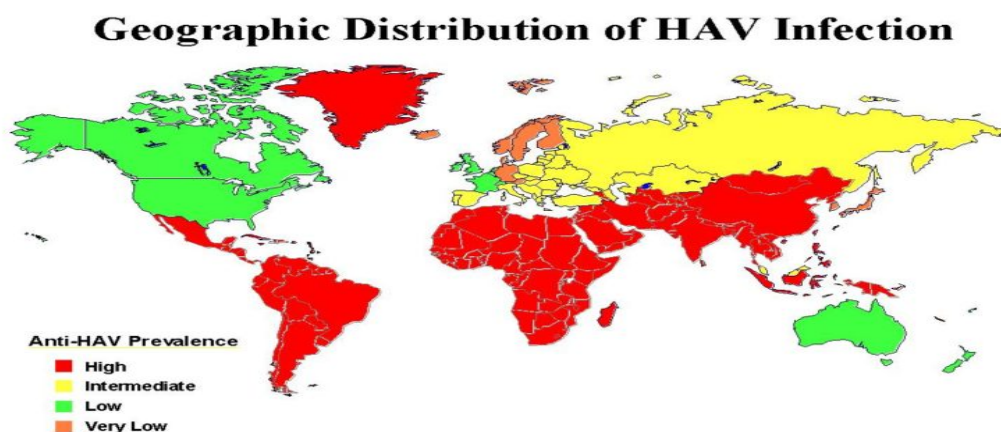 Geographic Distribution of HAV Infection
Anti-HAV Prevalence
High
Intermediate
Low
Very Low